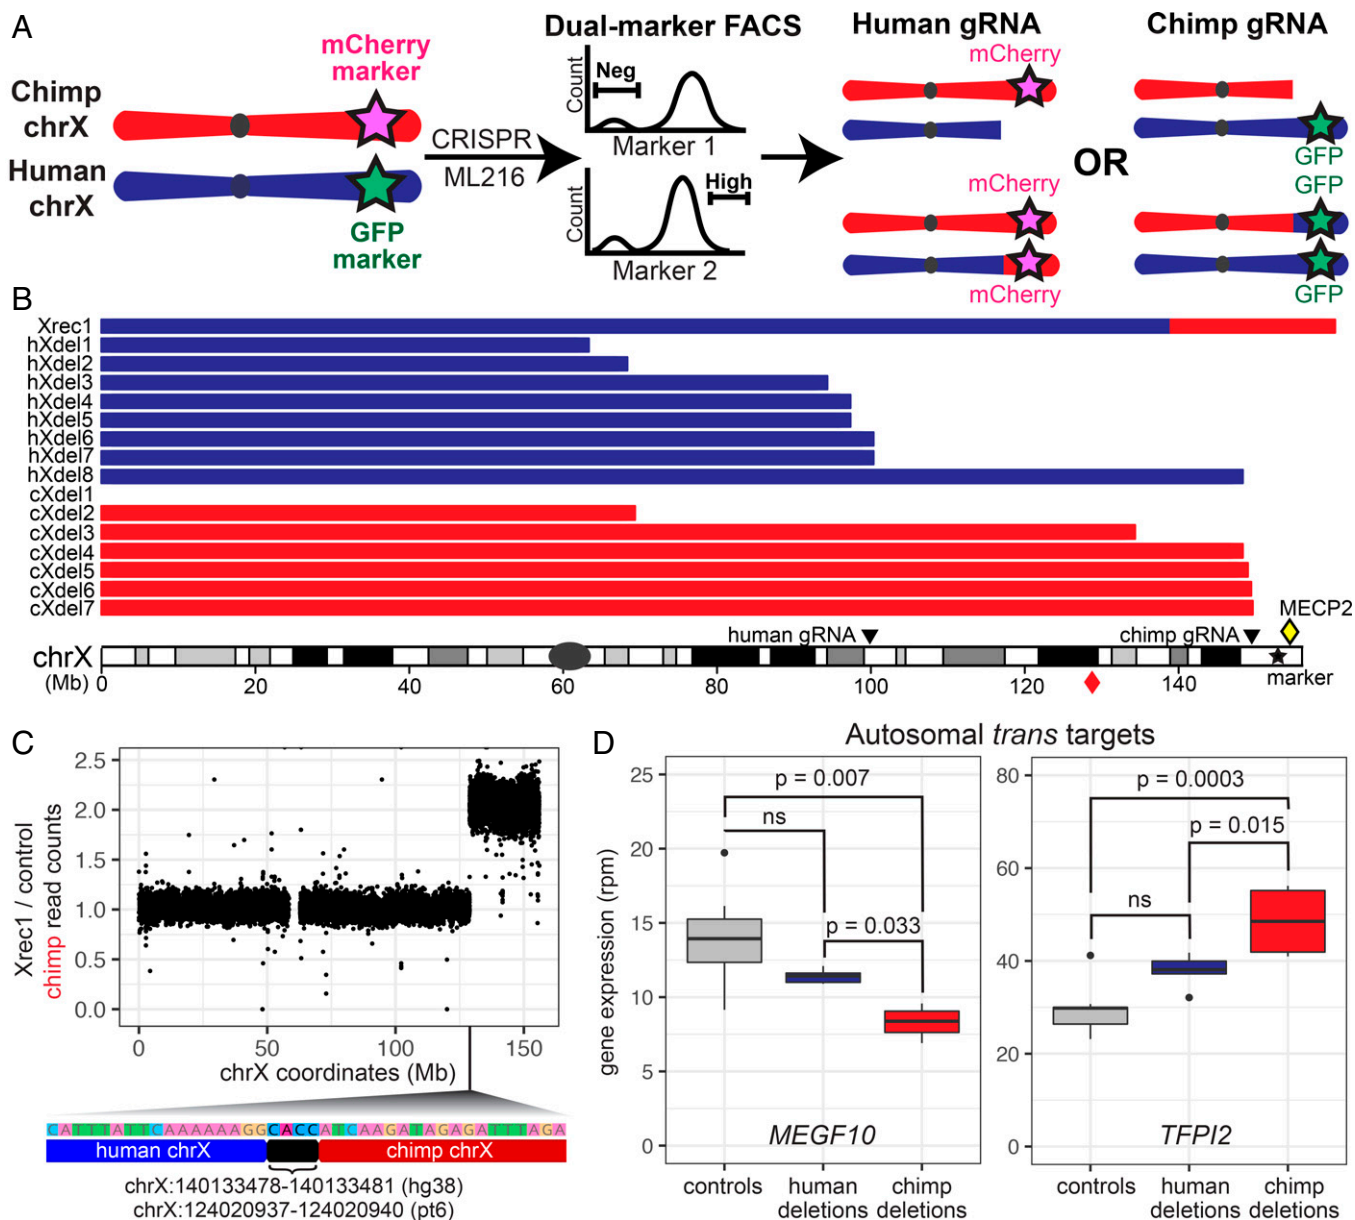 A
Chimp
chrX
Human
chrX
mCherry
marker
GFP
marker
CRISPR
ML216
Dual-marker FACS
Count
Neg
Marker 1
Count
High
Marker 2
Human gRNA
mCherry
mCherry
mCherry
OR
Chimp gRNA
GFP
GFP
GFP
B
Xrec1
hXdel1
hXdel2
hXdel3
hXdel4
hXdel5
hXdel6
hXdel7
hXdel8
cXdel1
cXdel2
cXdel3
cXdel4
cXdel5
cXdel6
cXdel7
MECP2
human gRNA
chimp gRNA
chrX
(Mb)
0 20 40 60 80 100 120 140
marker
C
Xrec1 / control
chimp read counts
2.5
2.0
1.5
1.0
0.5
0.0
0 50 100 150
chrX coordinates (Mb)
CATTTATTCAAAAAAGGCACCATCAAGATAGAGATTTAGA
human chrX
chimp chrX
chrX:140133478-140133481 (hg38)
chrX:124020937-124020940 (pt6)
D
Autosomal trans targets
gene expression (rpm)
25
20
15
10
5
0
p = 0.007
ns
p = 0.033
MEGF10
controls
human
deletions
chimp
deletions
80
60
40
20
0
p = 0.0003
p = 0.015
ns
TFPI2
controls
human
deletions
chimp
deletions